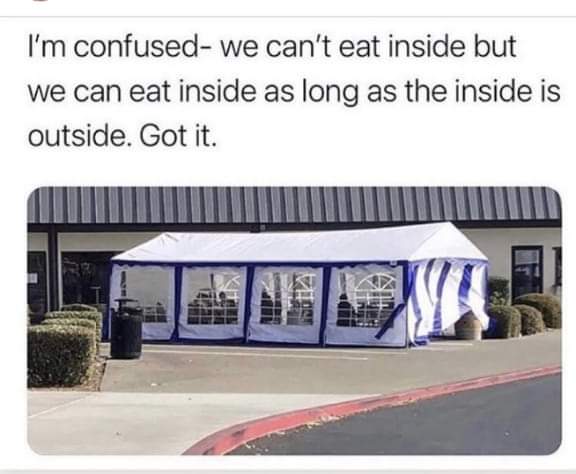 I'm confused- we can't eat inside but
we can eat inside as long as the inside is
outside. Got it.